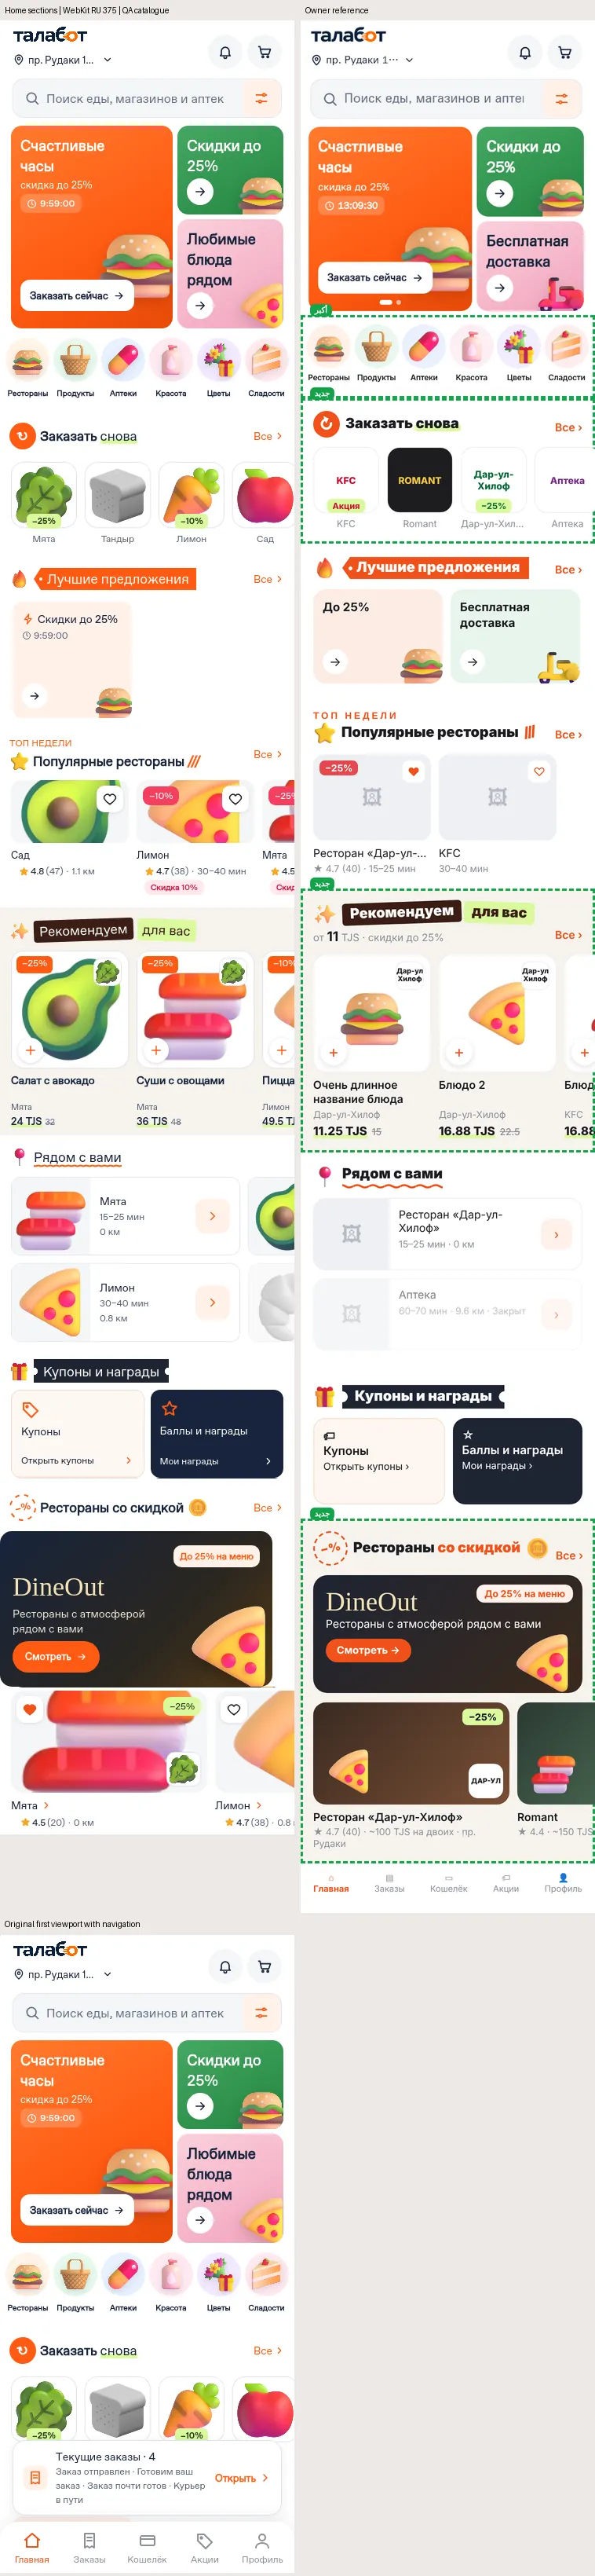 Home sections | WebKit RU 375 | QA catalogue
талабот
пр. Рудаки 1...
Поиск еды, магазинов и аптек
Счастливые
часы
скидка до 25%
9:59:00
Заказать сейчас →
Скидки до
25%
→
Любимые
блюда
рядом
→
Рестораны Продукты Аптеки Красота Цветы Сладости
Заказать снова
Все >
−25%
−10%
Мята Тандыр Лимон Сад
Лучшие предложения
Все >
Скидки до 25%
9:59:00
→
ТОП НЕДЕЛИ
Популярные рестораны
Все >
−10%
Сад
4.8 (47) · 1.1 км
Лимон
4.7 (38) · 30–40 мин
Скидка 10%
Мята
4.5
Рекомендуем для вас
−25%
−25%
−10%
Салат с авокадо
Мята
24 TJS 32
Суши с овощами
Мята
36 TJS 48
Пицца
Лимон
49.5 TJ
Рядом с вами
Мята
15–25 мин
0 км
Лимон
30–40 мин
0.8 км
Купоны и награды
Купоны
Открыть купоны >
Баллы и награды
Мои награды >
−%
Рестораны со скидкой
Все >
До 25% на меню
DineOut
Рестораны с атмосферой
рядом с вами
Смотреть →
−25%
Мята >
4.5 (20) · 0 км
Лимон >
4.7 (38) · 0.8
Original first viewport with navigation
талабот
пр. Рудаки 1...
Поиск еды, магазинов и аптек
Счастливые
часы
скидка до 25%
9:59:00
Заказать сейчас →
Скидки до
25%
→
Любимые
блюда
рядом
→
Рестораны Продукты Аптеки Красота Цветы Сладости
Заказать снова
Все >
−25%
−10%
Текущие заказы · 4
Заказ отправлен · Готовим ваш
заказ · Заказ почти готов · Курьер
в пути
Открыть >
Главная Заказы Кошелёк Акции Профиль
Owner reference
талабот
пр. Рудаки 1···
Поиск еды, магазинов и апте
Счастливые
часы
скидка до 25%
13:09:30
Заказать сейчас →
Скидки до
25%
→
Бесплатная
доставка
→
أكبر
Рестораны Продукты Аптеки Красота Цветы Сладости
جديد
Заказать снова
Все ›
KFC
Акция
ROMANT
Дар-ул-
Хилоф
−25%
Аптека
KFC Romant Дар-ул-Хил... Аптека
Лучшие предложения
Все ›
До 25%
→
Бесплатная
доставка
→
ТОП НЕДЕЛИ
Популярные рестораны
Все ›
−25%
Ресторан «Дар-ул-...
★ 4.7 (40) · 15–25 мин
KFC
30–40 мин
جديد
Рекомендуем для вас
от 11 TJS · скидки до 25%
Все ›
Дар-ул
Хилоф
Дар-ул
Хилоф
Очень длинное
название блюда
Дар-ул-Хилоф
11.25 TJS 15
Блюдо 2
Дар-ул-Хилоф
16.88 TJS 22.5
Блюд
KFC
16.88
Рядом с вами
Ресторан «Дар-ул-
Хилоф»
15–25 мин · 0 км
Аптека
60–70 мин · 9.6 км · Закрыт
Купоны и награды
Купоны
Открыть купоны ›
Баллы и награды
Мои награды ›
جديد
−%
Рестораны со скидкой
Все ›
До 25% на меню
DineOut
Рестораны с атмосферой рядом с вами
Смотреть →
−25%
ДАР-УЛ
Ресторан «Дар-ул-Хилоф»
★ 4.7 (40) · ~100 TJS на двоих · пр.
Рудаки
Romant
★ 4.4 · ~150 TJS
Главная Заказы Кошелёк Акции Профиль